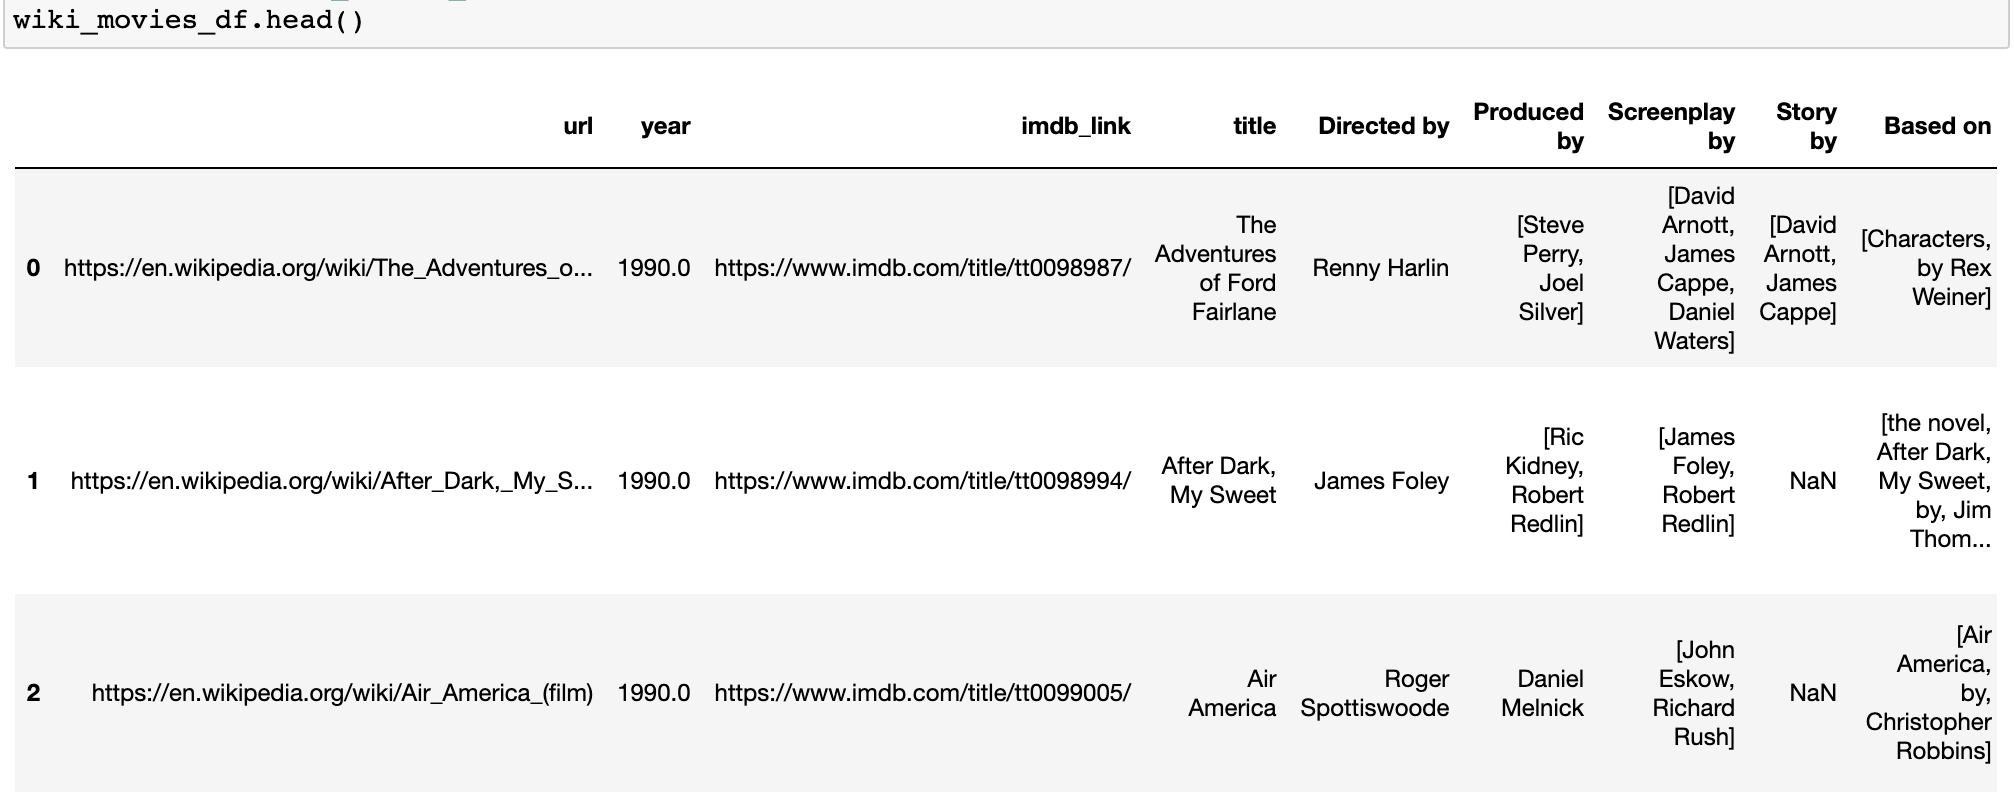 wiki_movies_df.head()
url year imdb_link title Directed by Produced by Screenplay by Story by Based on
0 https://en.wikipedia.org/wiki/The_Adventures_o... 1990.0 https://www.imdb.com/title/tt0098987/ The Adventures of Ford Fairlane Renny Harlin [Steve Perry, Joel Silver] [David Arnott, James Cappe, Daniel Waters] [David Arnott, James Cappe] [Characters, by Rex Weiner]
1 https://en.wikipedia.org/wiki/After_Dark,_My_S... 1990.0 https://www.imdb.com/title/tt0098994/ After Dark, My Sweet James Foley [Ric Kidney, Robert Redlin] [James Foley, Robert Redlin] NaN [the novel, After Dark, My Sweet, by, Jim Thom...
2 https://en.wikipedia.org/wiki/Air_America_(film) 1990.0 https://www.imdb.com/title/tt0099005/ Air America Roger Spottiswoode Daniel Melnick [John Eskow, Richard Rush] NaN [Air America, by, Christopher Robbins]